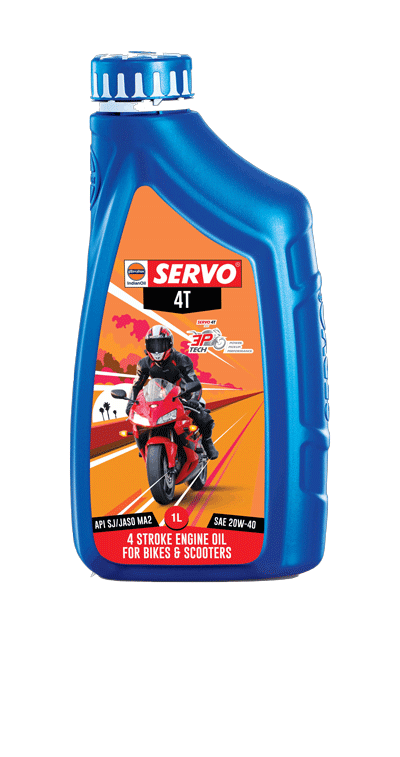 IndianOil
SERVO®
4T
SERVO 4T
3P
TECH
API SJ/JASO MA2
1L
SAE 20W-40
4 STROKE ENGINE OIL
FOR BIKES & SCOOTERS
SERVO